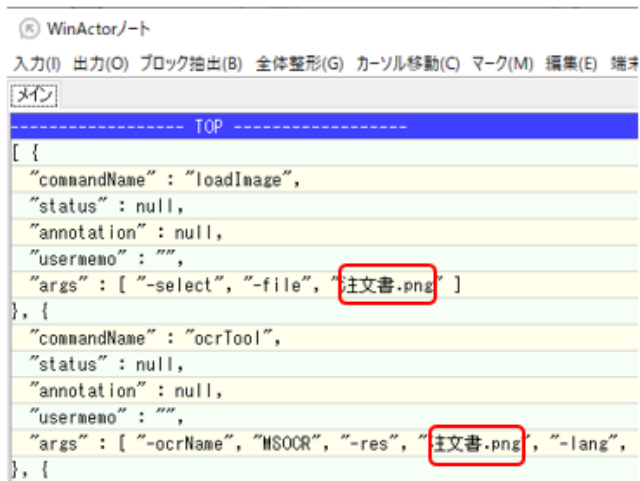 WinActorノート
入力(I) 出力(O) ブロック抽出(B) 全体整形(G) カーソル移動(C) マーク(M) 編集(E) 端末
メイン
------------------ TOP ------------------
[ {
"commandName" : "loadImage",
"status" : null,
"annotation" : null,
"usermemo" : "",
"args" : [ "-select", "-file", "注文書.png" ]
}, {
"commandName" : "ocrTool",
"status" : null,
"annotation" : null,
"usermemo" : "",
"args" : [ "-ocrName", "MSOCR", "-res", "注文書.png", "-lang",
}, {